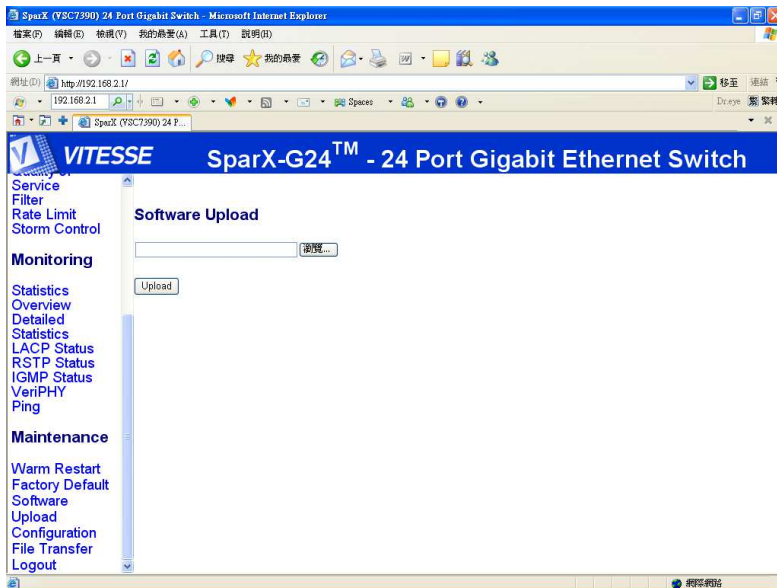 SparX (VSC7390) 24 Port Gigabit Switch - Microsoft Internet Explorer
檔案(F) 編輯(E) 檢視(V) 我的最愛(A) 工具(T) 說明(H)
上一頁 搜尋 我的最愛
網址(D) http://192.168.2.1/ 移至 連結
192.168.2.1 Spaces Dr.eye 繁 繁轉
SparX (VSC7390) 24 P...
VITESSE SparX-G24™ - 24 Port Gigabit Ethernet Switch
Quality of
Service
Filter
Rate Limit
Storm Control
Monitoring
Statistics
Overview
Detailed
Statistics
LACP Status
RSTP Status
IGMP Status
VeriPHY
Ping
Maintenance
Warm Restart
Factory Default
Software
Upload
Configuration
File Transfer
Logout
Software Upload
瀏覽...
Upload
網際網路